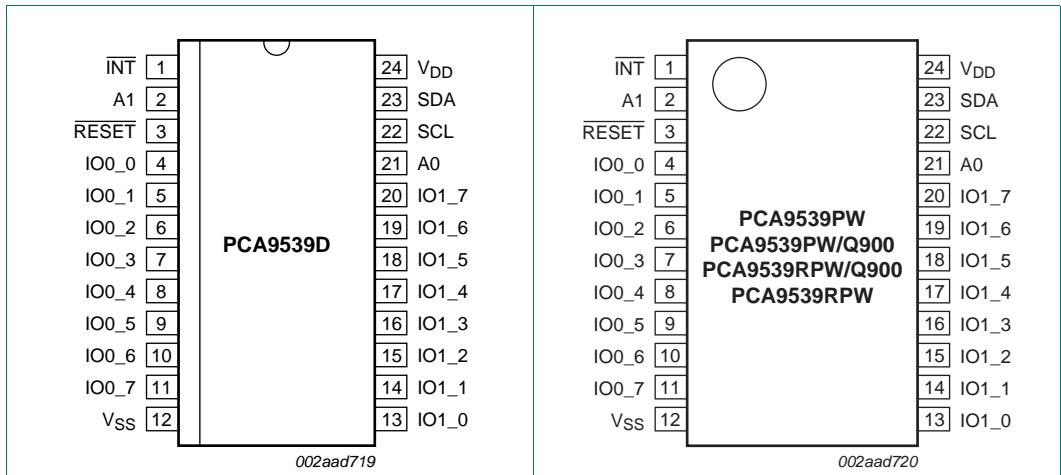 PCA9539D
INT 1
A1 2
RESET 3
IO0_0 4
IO0_1 5
IO0_2 6
IO0_3 7
IO0_4 8
IO0_5 9
IO0_6 10
IO0_7 11
VSS 12
24 VDD
23 SDA
22 SCL
21 A0
20 IO1_7
19 IO1_6
18 IO1_5
17 IO1_4
16 IO1_3
15 IO1_2
14 IO1_1
13 IO1_0
002aad719
INT 1
A1 2
RESET 3
IO0_0 4
IO0_1 5
IO0_2 6
IO0_3 7
IO0_4 8
IO0_5 9
IO0_6 10
IO0_7 11
VSS 12
PCA9539PW
PCA9539PW/Q900
PCA9539RPW/Q900
PCA9539RPW
24 VDD
23 SDA
22 SCL
21 A0
20 IO1_7
19 IO1_6
18 IO1_5
17 IO1_4
16 IO1_3
15 IO1_2
14 IO1_1
13 IO1_0
002aad720